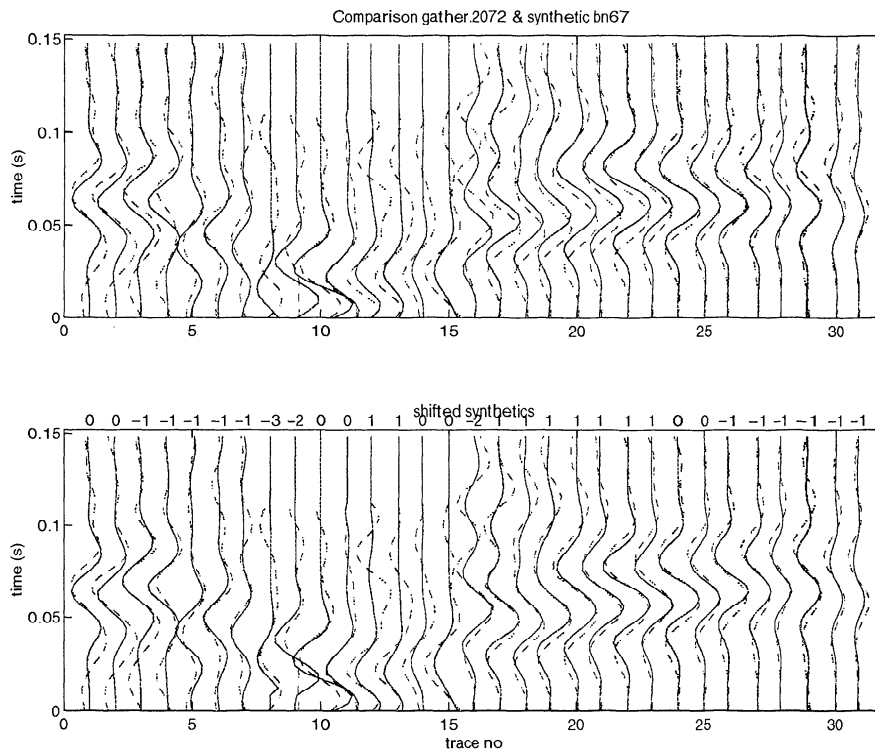 Comparison gather.2072 & synthetic bn67
0.15
0.1
0.05
0
time (s)
0 5 10 15 20 25 30
shifted synthetics
0 0 -1 -1 -1 -1 -1 -3 -2 0 0 1 1 0 0 -2 1 1 1 1 1 1 1 0 0 -1 -1 -1 -1 -1 -1
0.15
0.1
0.05
0
time (s)
0 5 10 15 20 25 30
trace no